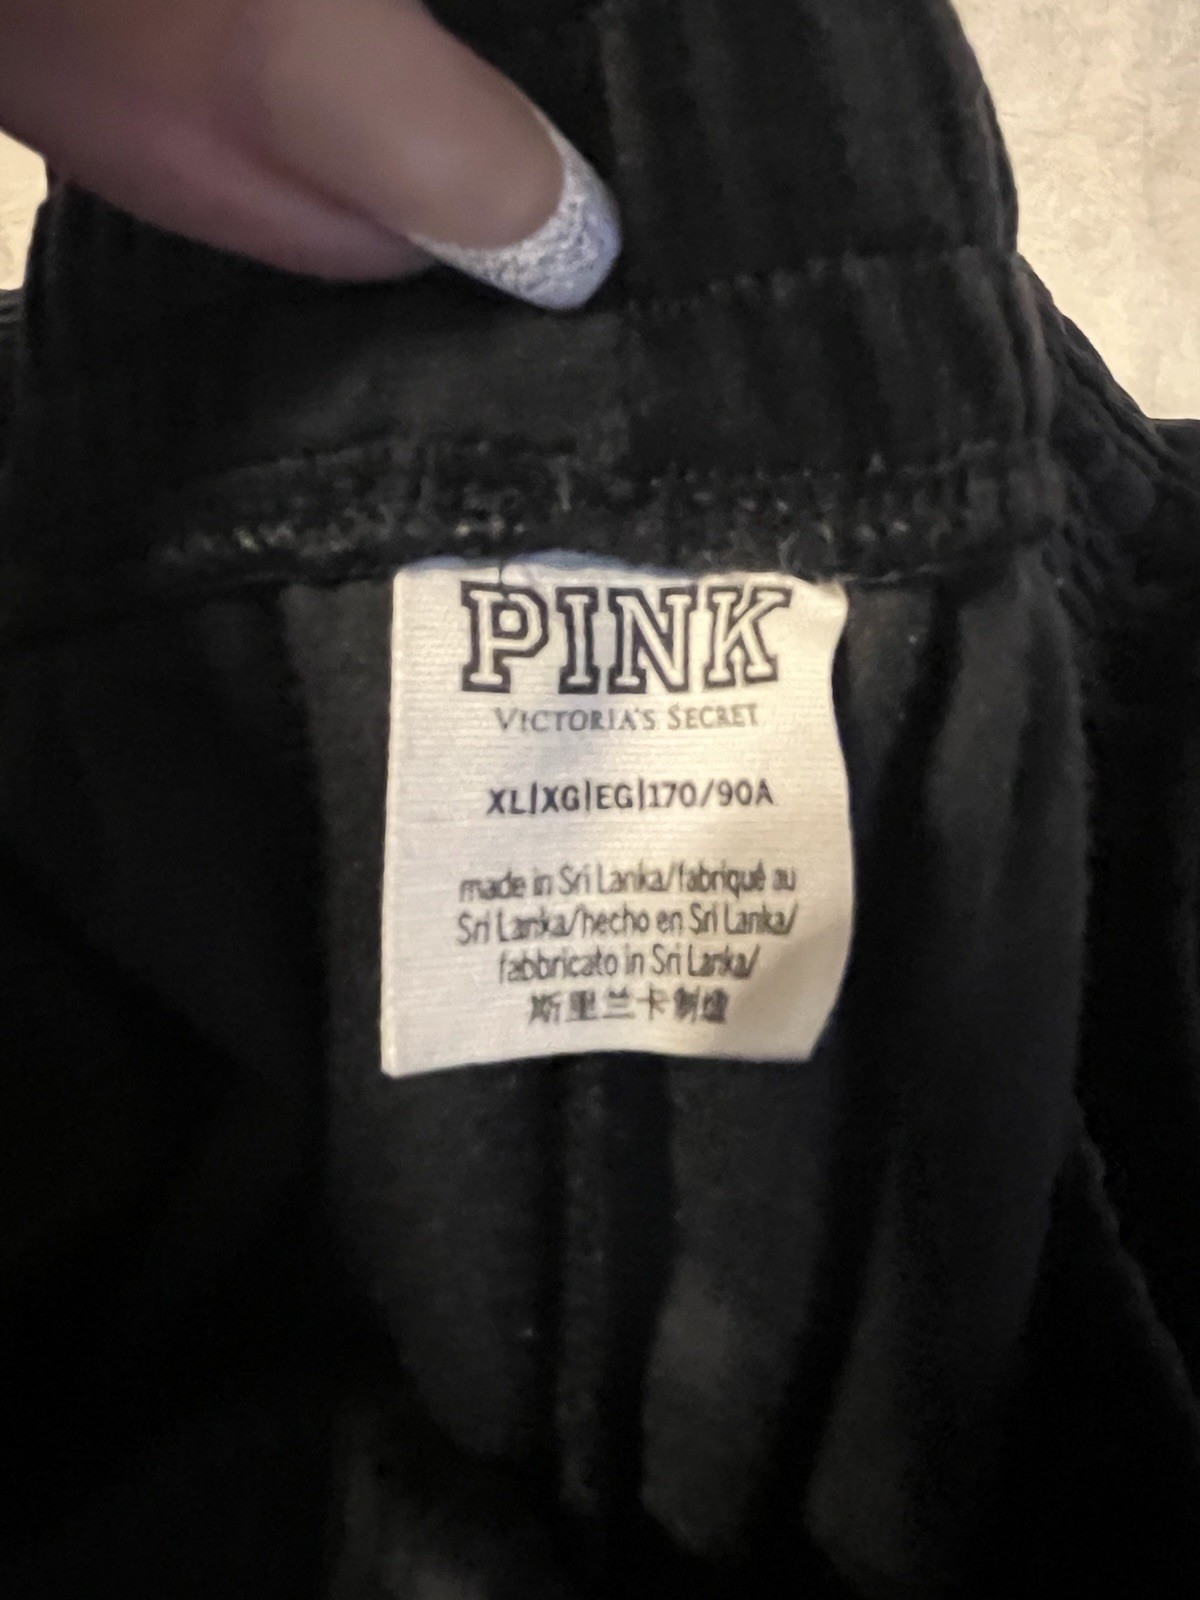 PINK
VICTORIA'S SECRET
XL|XG|EG|170/90A
made in Sri Lanka/fabriqué au
Sri Lanka/hecho en Sri Lanka/
fabbricato in Sri Lanka/
斯里兰卡制造